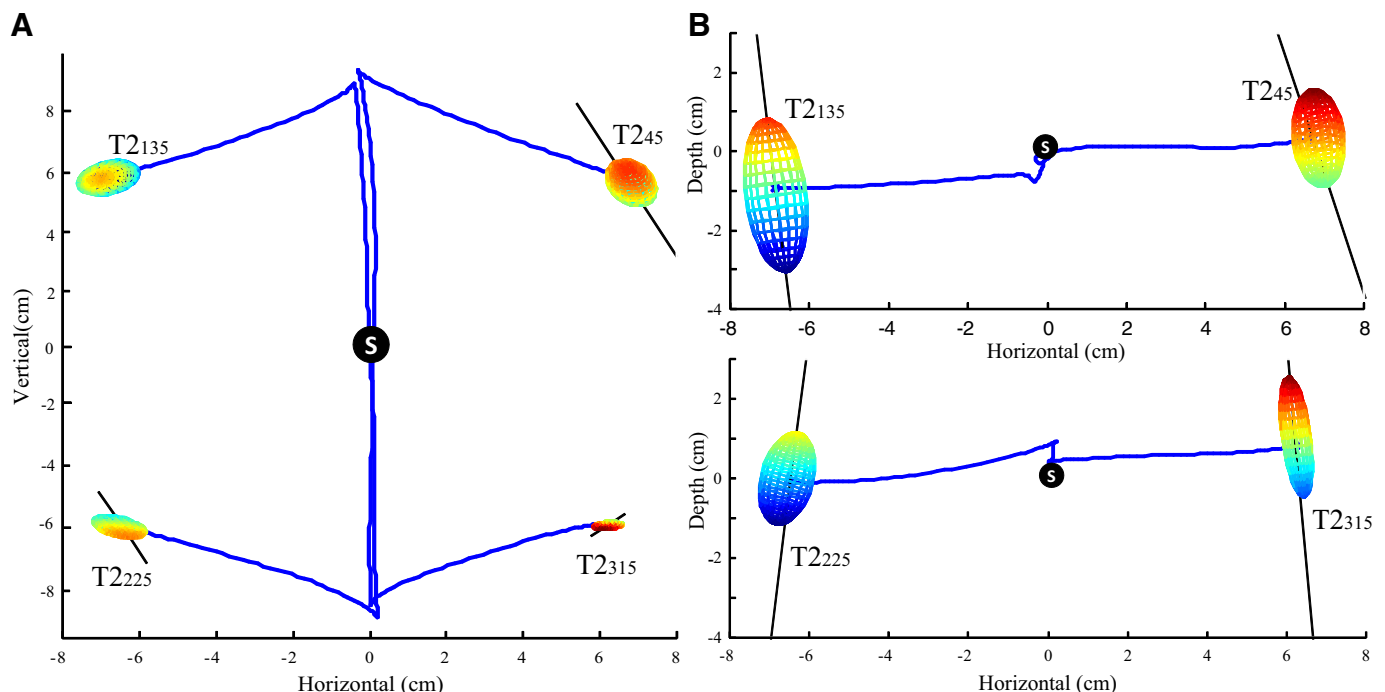 A
Vertical(cm)
8
6
4
2
0
-2
-4
-6
-8
T2135
T245
S
T2225
T2315
-8 -6 -4 -2 0 2 4 6 8
Horizontal (cm)
B
Depth (cm)
2
0
-2
-4
T2135
T245
S
-8 -6 -4 -2 0 2 4 6 8
Horizontal (cm)
Depth (cm)
2
0
-2
-4
S
T2225
T2315
-8 -6 -4 -2 0 2 4 6 8
Horizontal (cm)